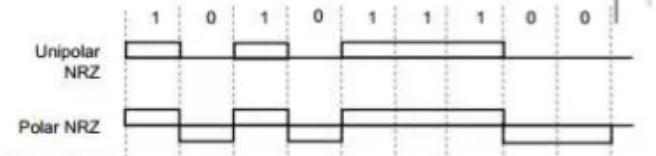 1 0 1 0 1 1 1 0 0
Unipolar
NRZ
Polar NRZ